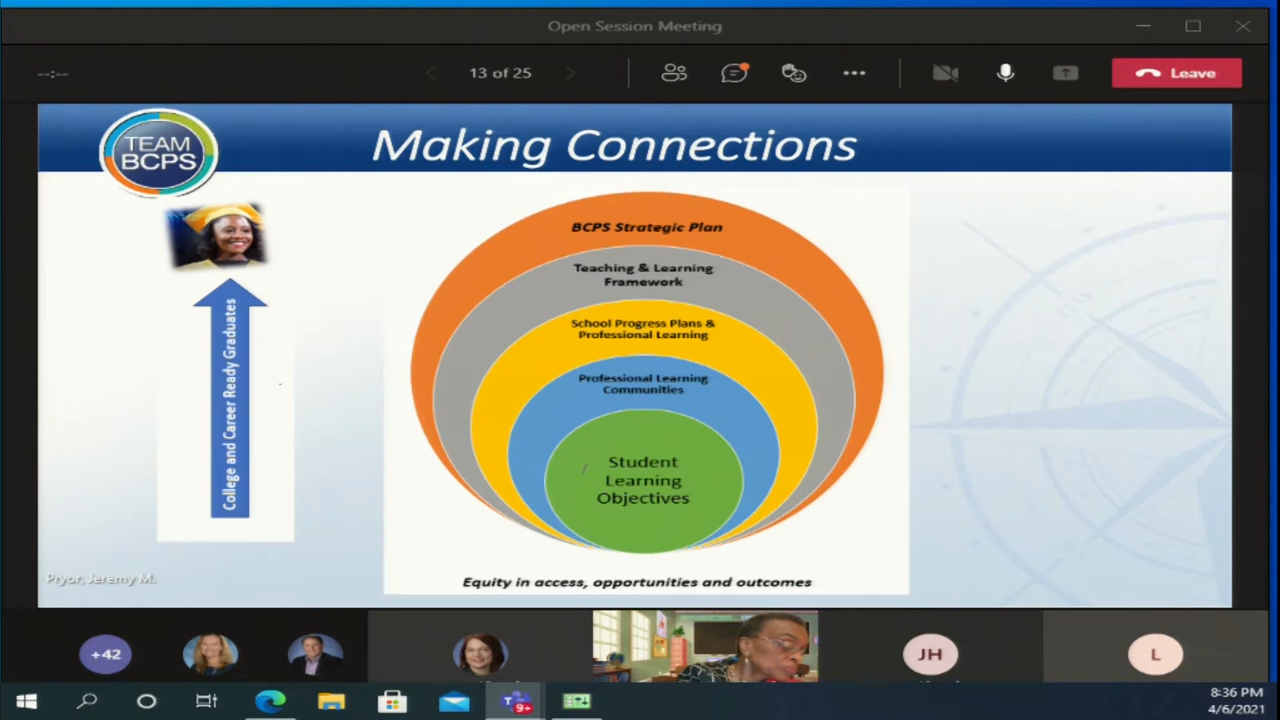 Open Session Meeting
--:--
13 of 25
Leave
TEAM
BCPS
Making Connections
BCPS Strategic Plan
Teaching & Learning
Framework
School Progress Plans &
Professional Learning
Professional Learning
Communities
Student
Learning
Objectives
College and Career Ready Graduates
Equity in access, opportunities and outcomes
Pryor, Jeremy M.
+42
JH
L
9+
8:36 PM
4/6/2021